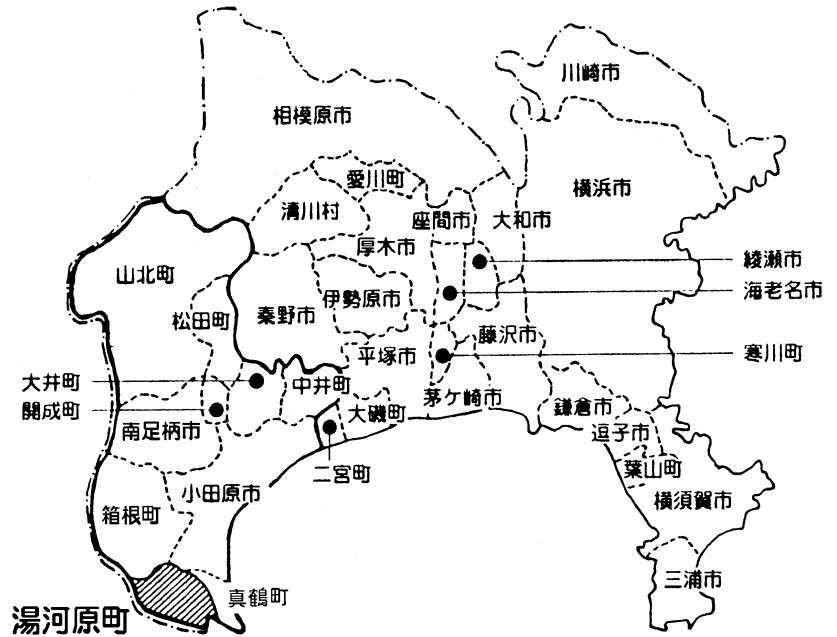 川崎市
相模原市
愛川町
横浜市
清川村
座間市
大和市
厚木市
綾瀬市
山北町
海老名市
伊勢原市
秦野市
松田町
藤沢市
平塚市
寒川町
大井町
中井町
茅ケ崎市
開成町
大磯町
鎌倉市
南足柄市
逗子市
二宮町
葉山町
小田原市
横須賀市
箱根町
三浦市
真鶴町
湯河原町